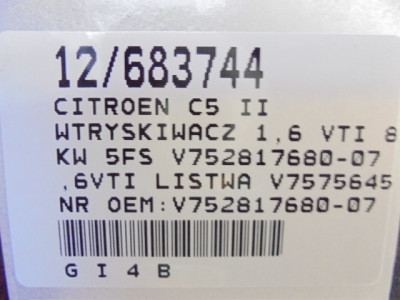 12/683744
CITROEN C5 II
WTRYSKIWACZ 1,6 VTI 8
KW 5FS V752817680-07
,6VTI LISTWA V7575645
NR OEM:V752817680-07
G I 4 B